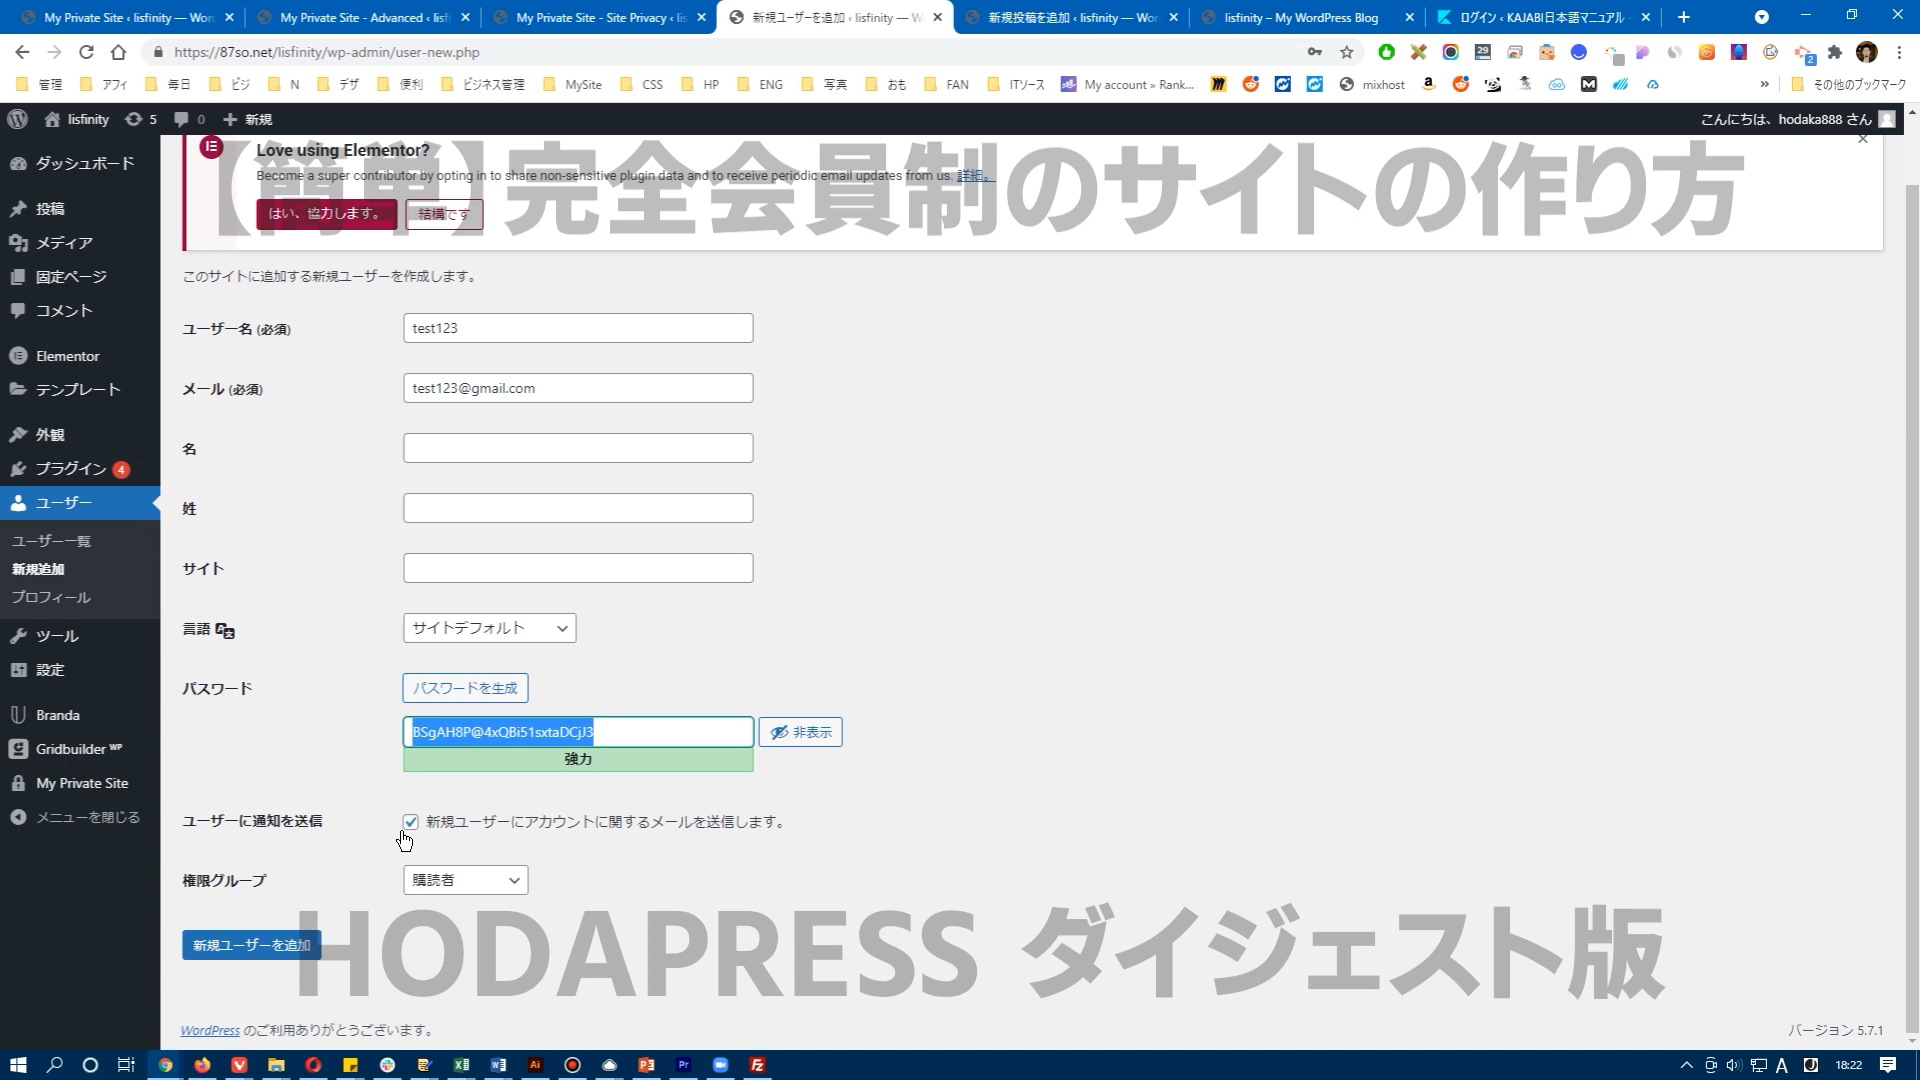 My Private Site ‹ lisfinity — Wor
My Private Site - Advanced ‹ lisf
My Private Site - Site Privacy ‹ lis
新規ユーザーを追加 ‹ lisfinity — W
新規投稿を追加 ‹ lisfinity — Wor
lisfinity – My WordPress Blog
ログイン ‹ KAJABI日本語マニュアル -
https://87so.net/lisfinity/wp-admin/user-new.php
管理
アフィ
毎日
ビジ
N
デザ
便利
ビジネス管理
MySite
CSS
HP
ENG
写真
おも
FAN
ITソース
My account » Rank...
mixhost
その他のブックマーク
lisfinity
5
0
新規
こんにちは、hodaka888 さん
【簡単】完全会員制のサイトの作り方
Love using Elementor?
Become a super contributor by opting in to share non-sensitive plugin data and to receive periodic email updates from us. 詳細。
はい、協力します。
結構です
ダッシュボード
投稿
メディア
固定ページ
コメント
Elementor
テンプレート
外観
プラグイン 4
ユーザー
ユーザー一覧
新規追加
プロフィール
ツール
設定
Branda
Gridbuilder WP
My Private Site
メニューを閉じる
このサイトに追加する新規ユーザーを作成します。
ユーザー名 (必須)
test123
メール (必須)
test123@gmail.com
名
姓
サイト
言語
サイトデフォルト
パスワード
パスワードを生成
BSgAH8P@4xQBi51sxtaDCjJ3
非表示
強力
ユーザーに通知を送信
新規ユーザーにアカウントに関するメールを送信します。
権限グループ
購読者
新規ユーザーを追加
HODAPRESS ダイジェスト版
WordPress のご利用ありがとうございます。
バージョン 5.7.1
18:22